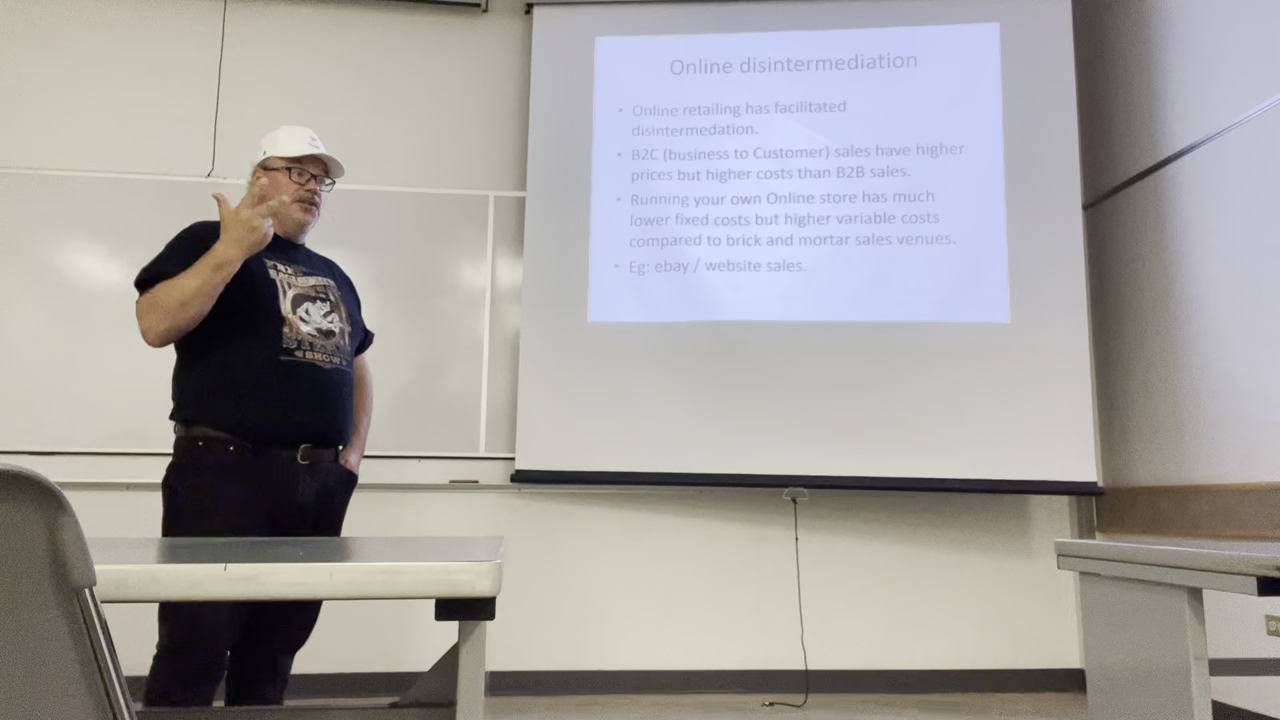 Online disintermediation
• Online retailing has facilitated
disintermedation.
• B2C (business to Customer) sales have higher
prices but higher costs than B2B sales.
• Running your own Online store has much
lower fixed costs but higher variable costs
compared to brick and mortar sales venues.
• Eg: ebay / website sales.
SHOW